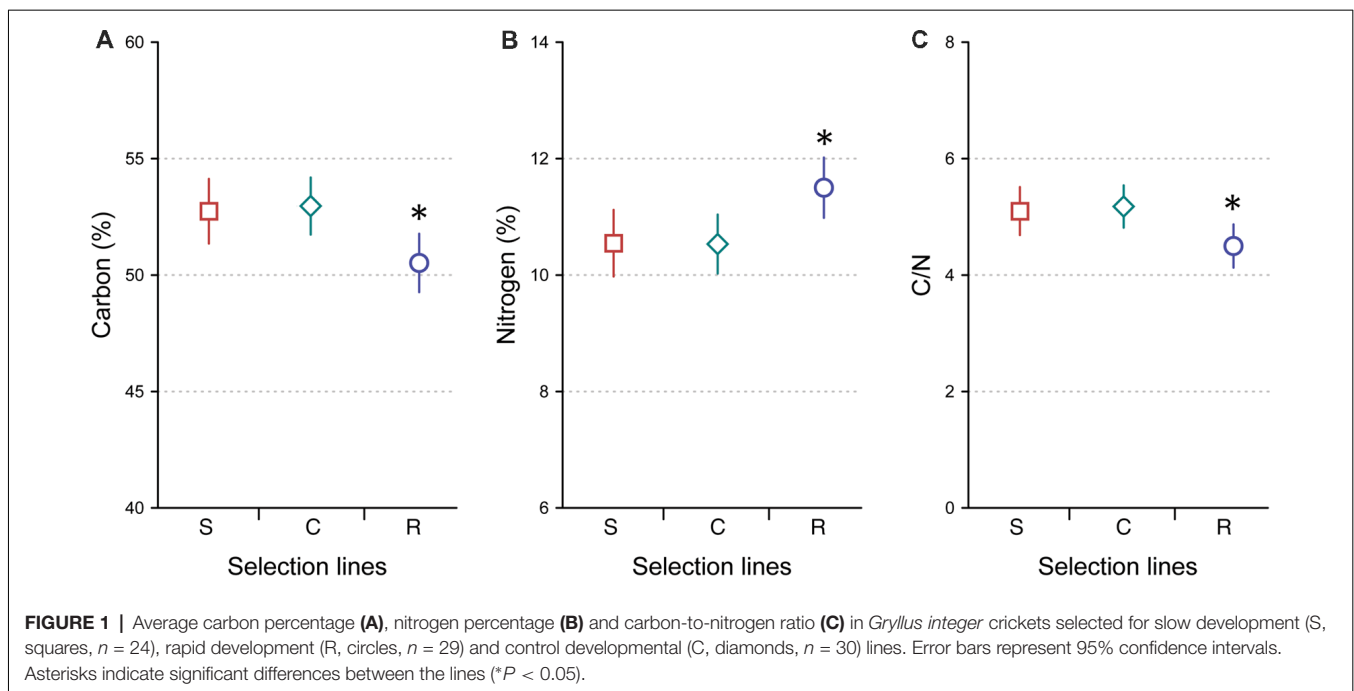 A
60
55
50
45
40
Carbon (%)
S C R
Selection lines
*
B
14
12
10
8
6
Nitrogen (%)
S C R
Selection lines
*
C
8
6
4
2
0
C/N
S C R
Selection lines
*
FIGURE 1 | Average carbon percentage (A), nitrogen percentage (B) and carbon-to-nitrogen ratio (C) in Gryllus integer crickets selected for slow development (S,
squares, n = 24), rapid development (R, circles, n = 29) and control developmental (C, diamonds, n = 30) lines. Error bars represent 95% confidence intervals.
Asterisks indicate significant differences between the lines (*P < 0.05).